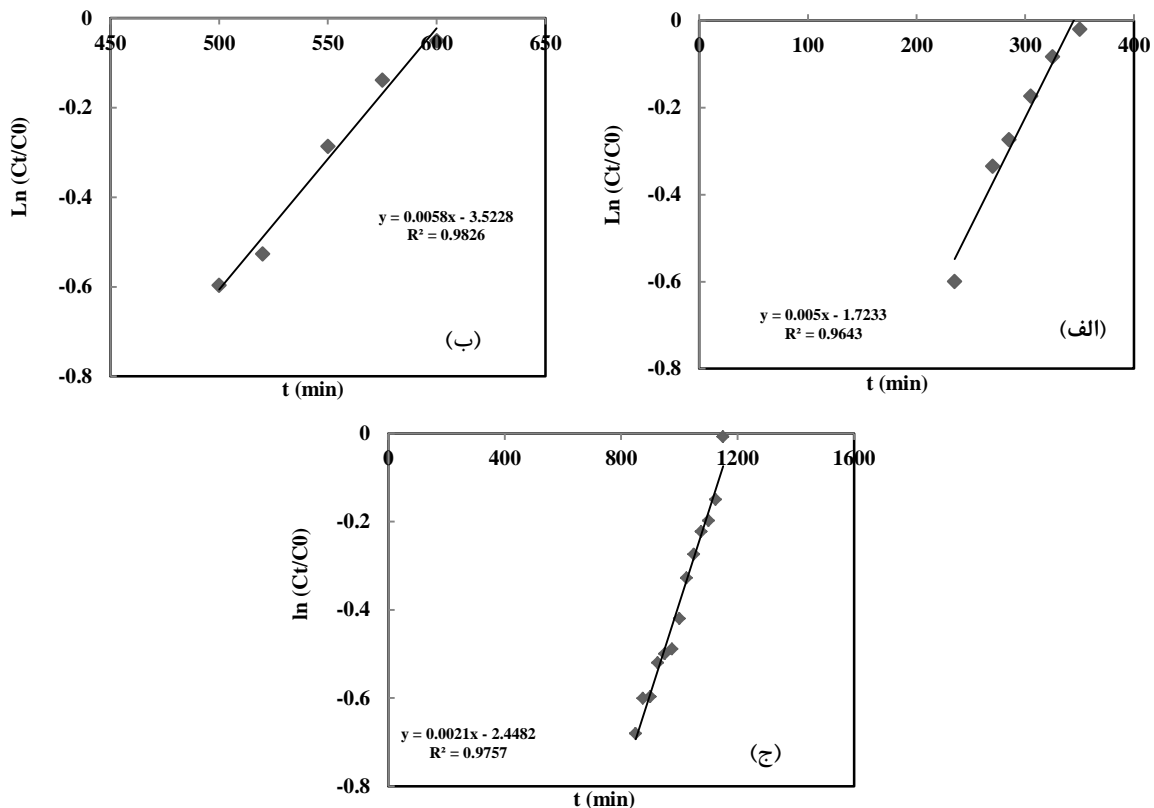 0
450
500
550
600
650
-0.2
-0.4
-0.6
-0.8
Ln (Ct/C0)
y = 0.0058x - 3.5228
R² = 0.9826
(ب)
t (min)
0
0
100
200
300
400
-0.2
-0.4
-0.6
-0.8
Ln (Ct/C0)
y = 0.005x - 1.7233
R² = 0.9643
(الف)
t (min)
0
0
400
800
1200
1600
-0.2
-0.4
-0.6
-0.8
ln (Ct/C0)
y = 0.0021x - 2.4482
R² = 0.9757
(ج)
t (min)